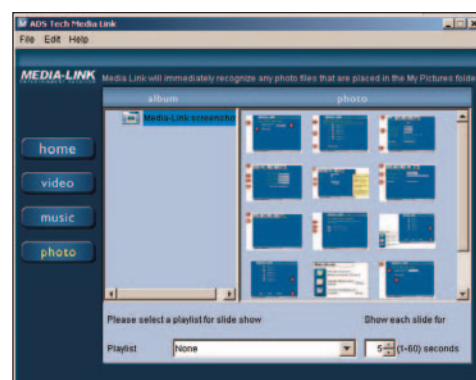 ADS Tech Media Link
File Edit Help
MEDIA-LINK
Media Link will immediately recognize any photo files that are placed in the My Pictures folde
album photo
Media-Link screensho
home
video
music
photo
Please select a playlist for slide show Show each slide for
Playlist None 5 (1-60) seconds